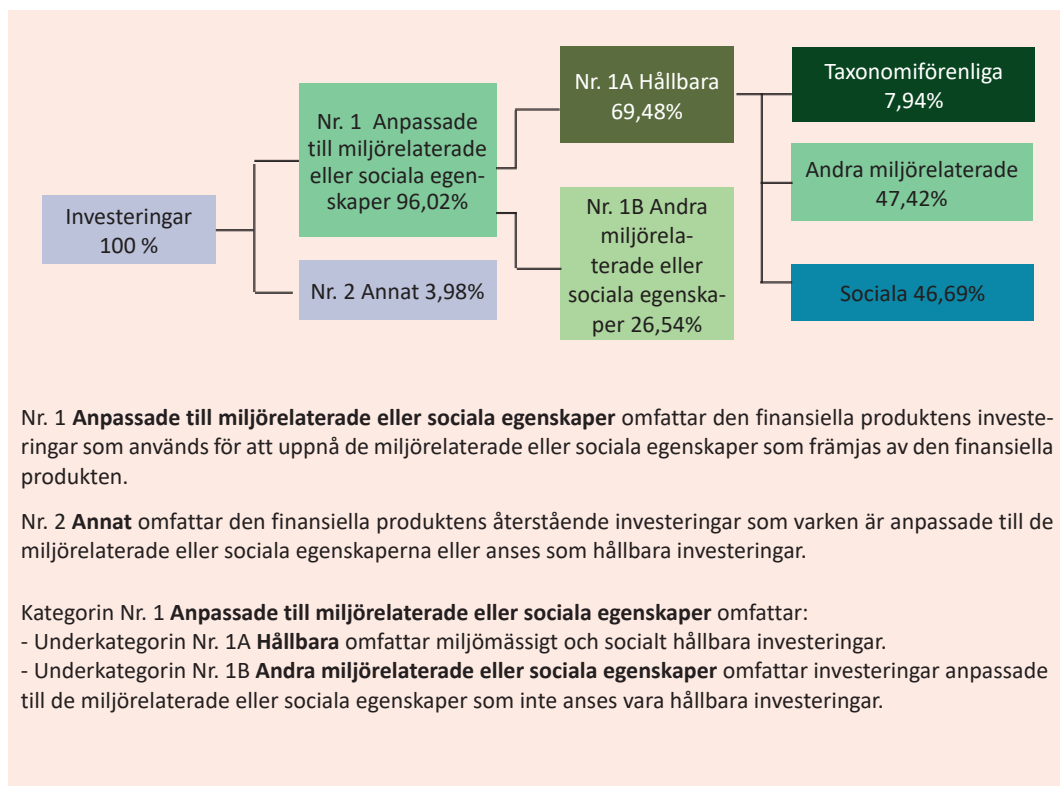 Investeringar
100 %
Nr. 1 Anpassade
till miljörelaterade
eller sociala egen-
skaper 96,02%
Nr. 2 Annat 3,98%
Nr. 1A Hållbara
69,48%
Nr. 1B Andra
miljörela-
terade eller
sociala egenska-
per 26,54%
Taxonomiförenliga
7,94%
Andra miljörelaterade
47,42%
Sociala 46,69%
Nr. 1 Anpassade till miljörelaterade eller sociala egenskaper omfattar den finansiella produktens investe-
ringar som används för att uppnå de miljörelaterade eller sociala egenskaper som främjas av den finansiella
produkten.
Nr. 2 Annat omfattar den finansiella produktens återstående investeringar som varken är anpassade till de
miljörelaterade eller sociala egenskaperna eller anses som hållbara investeringar.
Kategorin Nr. 1 Anpassade till miljörelaterade eller sociala egenskaper omfattar:
- Underkategorin Nr. 1A Hållbara omfattar miljömässigt och socialt hållbara investeringar.
- Underkategorin Nr. 1B Andra miljörelaterade eller sociala egenskaper omfattar investeringar anpassade
till de miljörelaterade eller sociala egenskaper som inte anses vara hållbara investeringar.